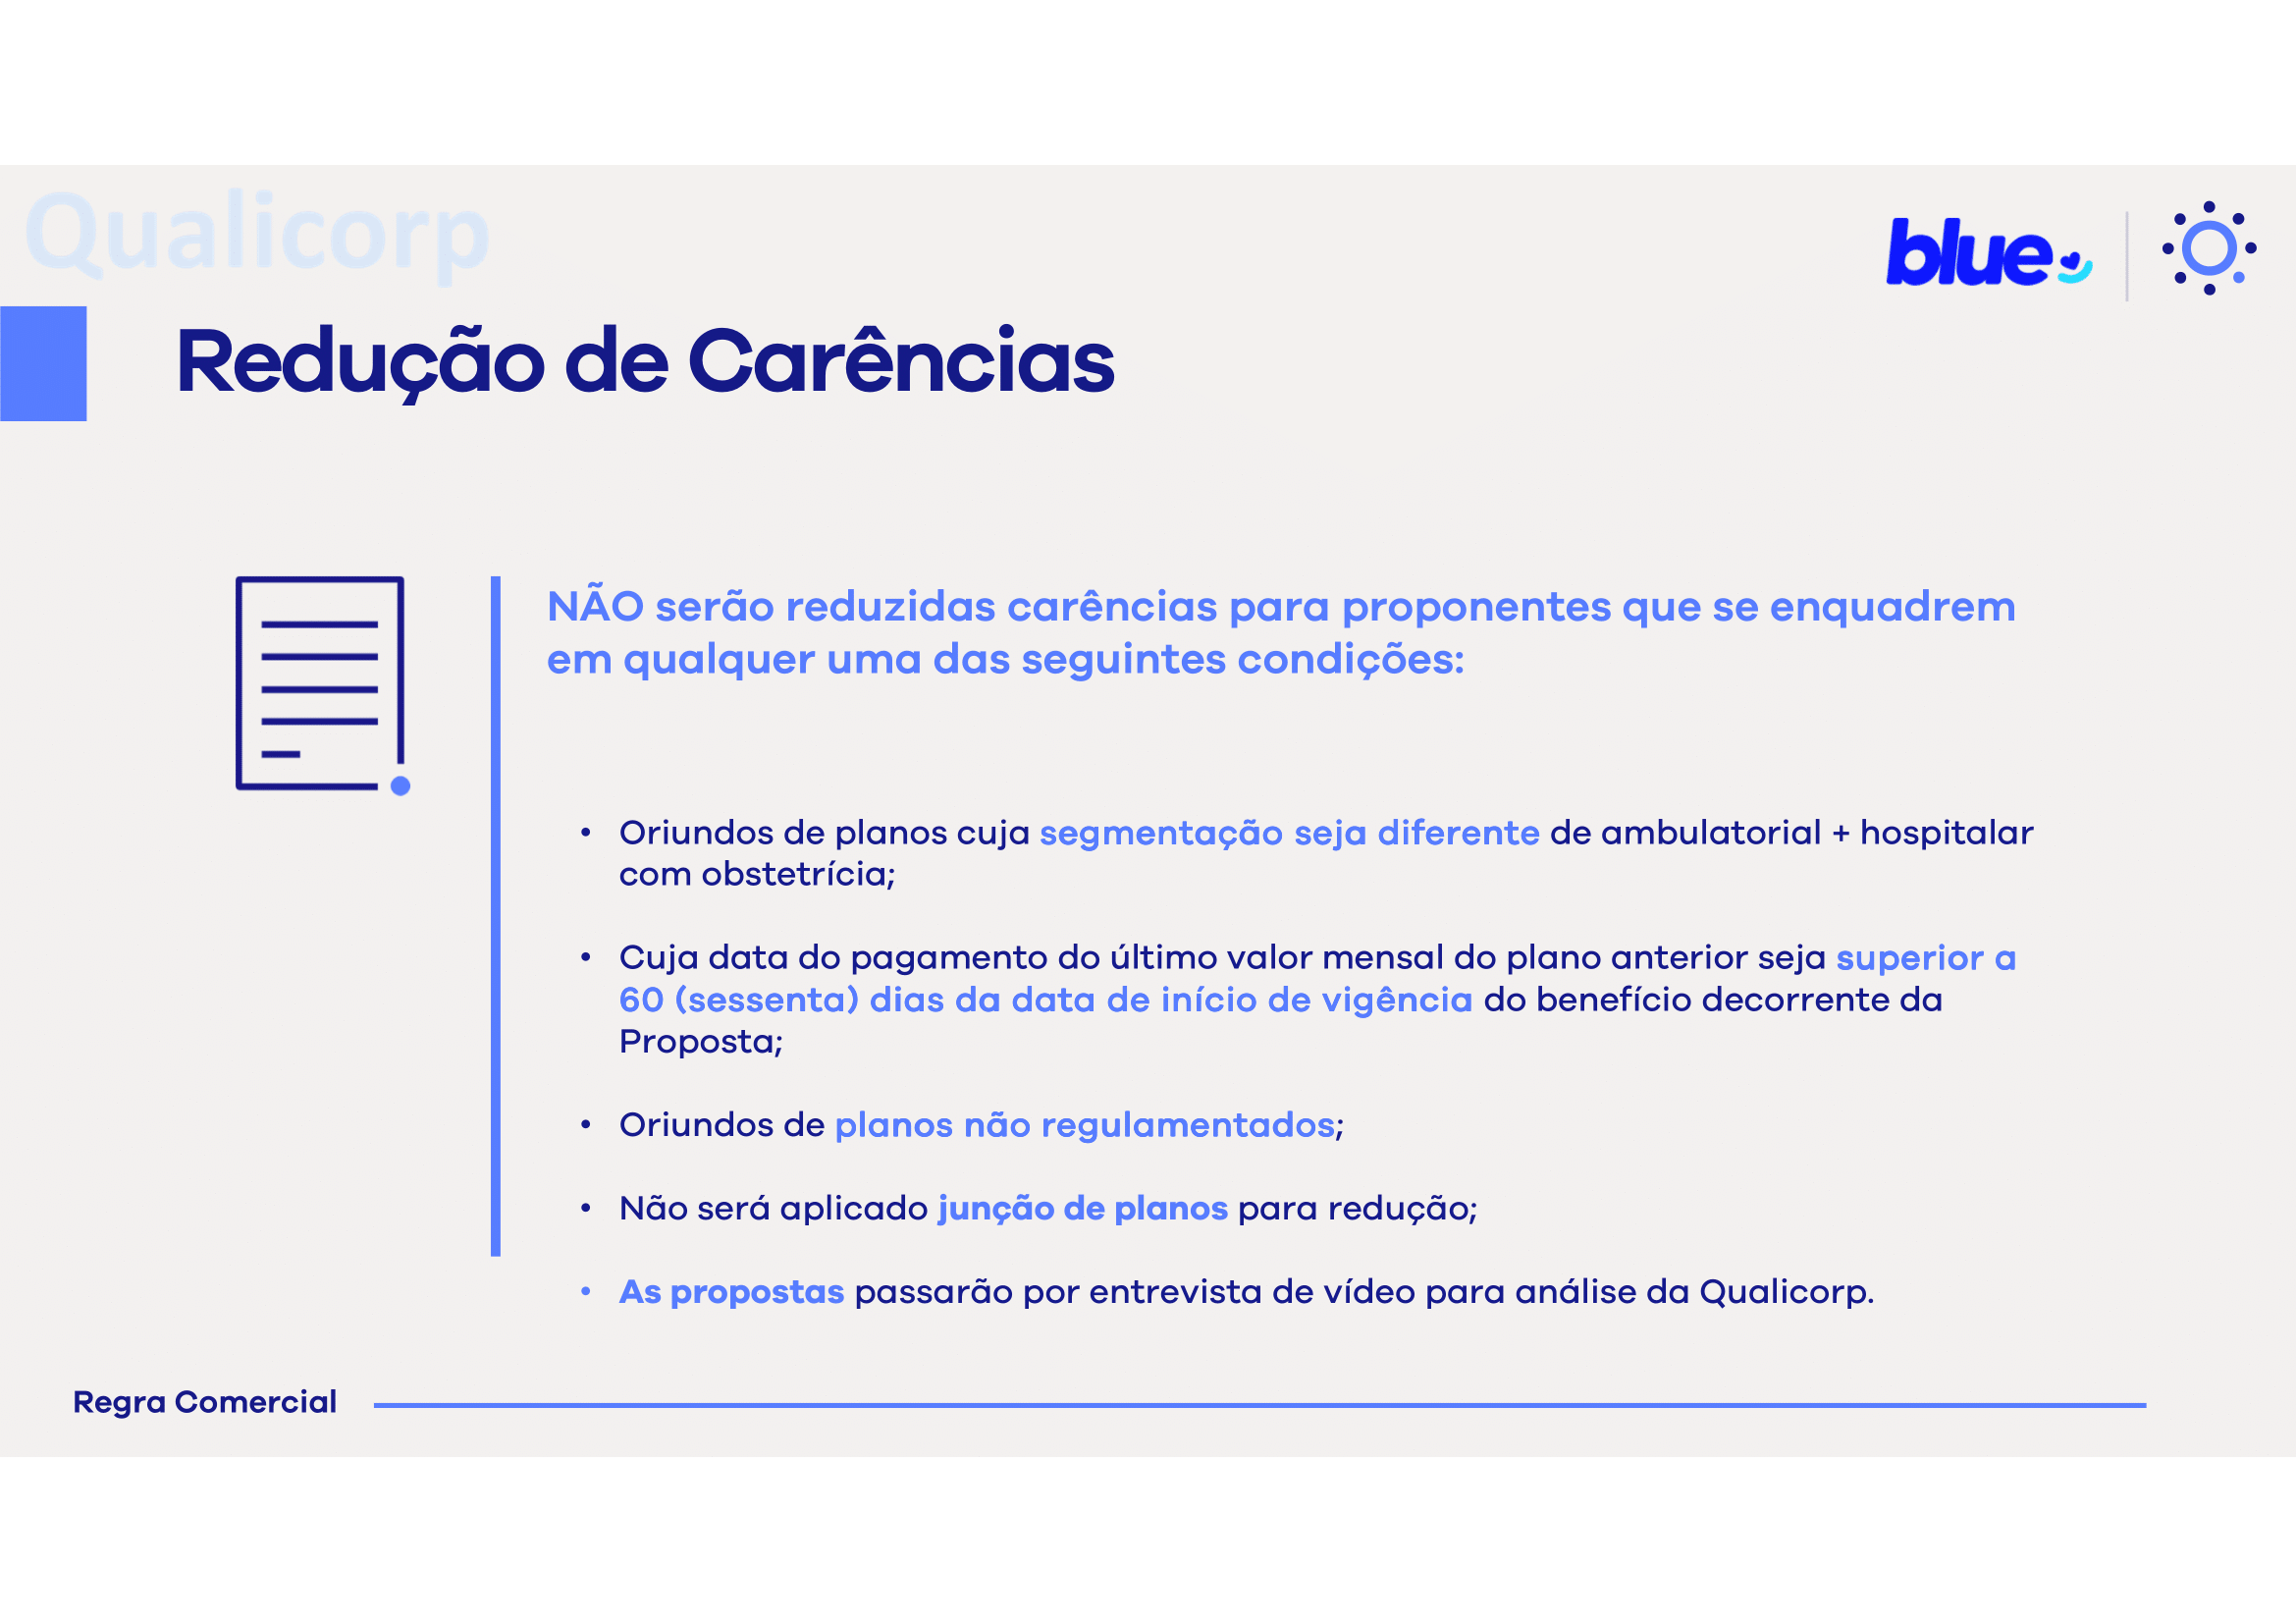 Qualicorp
blue
Redução de Carências
NÃO serão reduzidas carências para proponentes que se enquadrem
em qualquer uma das seguintes condições:
• Oriundos de planos cuja segmentação seja diferente de ambulatorial + hospitalar
com obstetrícia;
• Cuja data do pagamento do último valor mensal do plano anterior seja superior a
60 (sessenta) dias da data de início de vigência do benefício decorrente da
Proposta;
• Oriundos de planos não regulamentados;
• Não será aplicado junção de planos para redução;
• As propostas passarão por entrevista de vídeo para análise da Qualicorp.
Regra Comercial